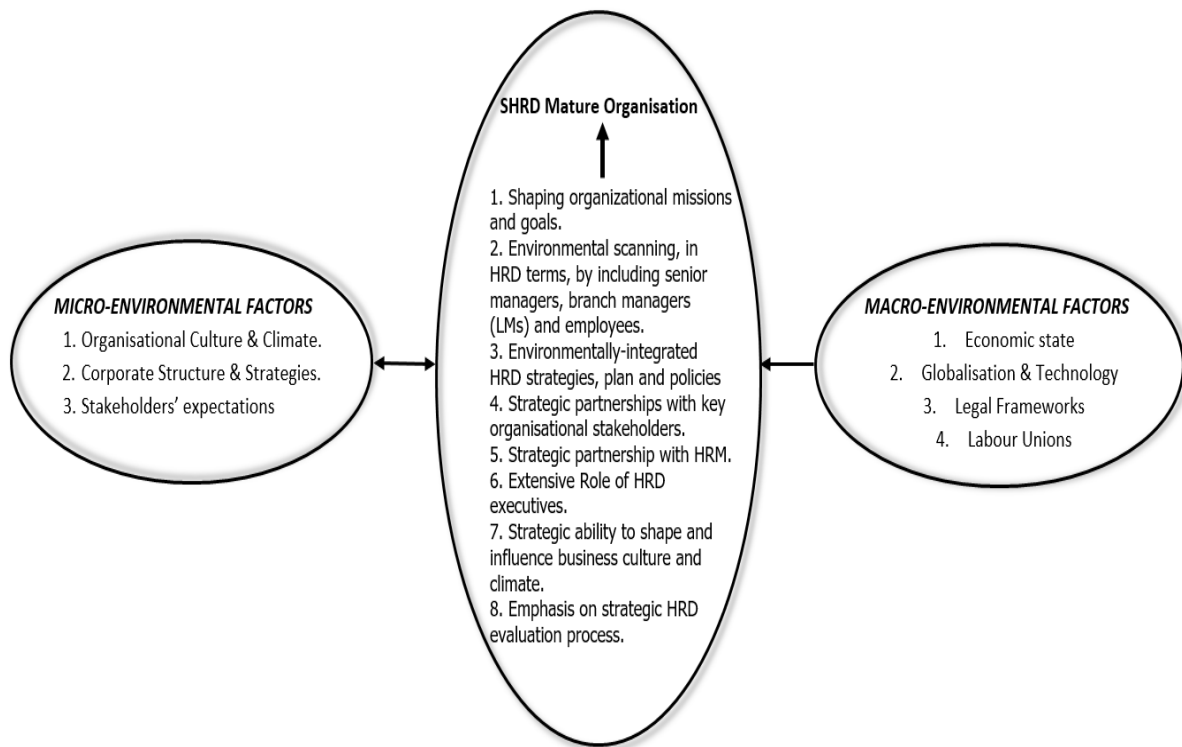 SHRD Mature Organisation
1. Shaping organizational missions
and goals.
2. Environmental scanning, in
HRD terms, by including senior
managers, branch managers
(LMs) and employees.
3. Environmentally-integrated
HRD strategies, plan and policies
4. Strategic partnerships with key
organisational stakeholders.
5. Strategic partnership with HRM.
6. Extensive Role of HRD
executives.
7. Strategic ability to shape and
influence business culture and
climate.
8. Emphasis on strategic HRD
evaluation process.
MICRO-ENVIRONMENTAL FACTORS
1. Organisational Culture & Climate.
2. Corporate Structure & Strategies.
3. Stakeholders’ expectations
MACRO-ENVIRONMENTAL FACTORS
1. Economic state
2. Globalisation & Technology
3. Legal Frameworks
4. Labour Unions